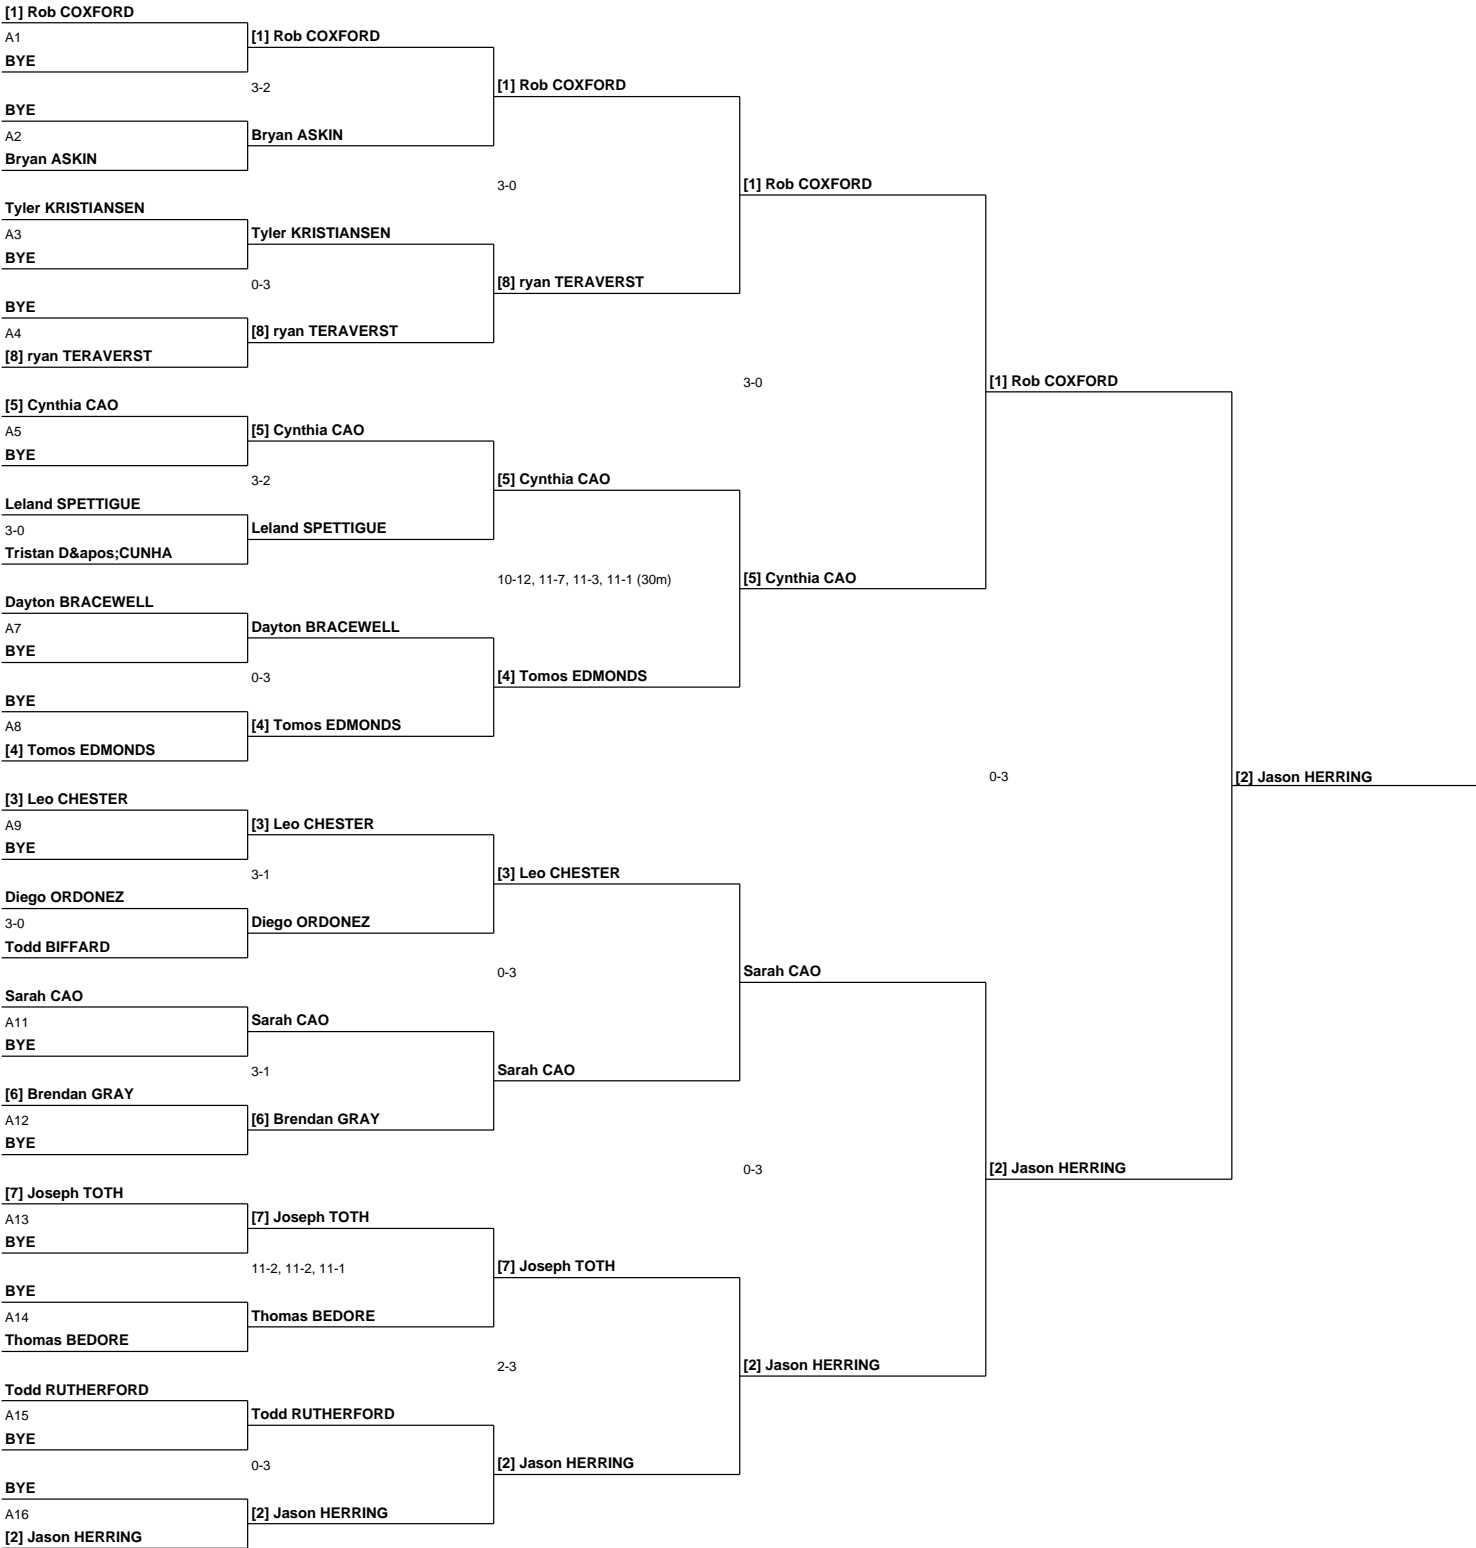 [1] Rob COXFORD
A1
BYE
BYE
A2
Bryan ASKIN
Tyler KRISTIANSEN
A3
BYE
BYE
A4
[8] ryan TERAVERST
[5] Cynthia CAO
A5
BYE
Leland SPETTIGUE
3-0
Tristan D&apos;CUNHA
Dayton BRACEWELL
A7
BYE
BYE
A8
[4] Tomos EDMONDS
[3] Leo CHESTER
A9
BYE
Diego ORDONEZ
3-0
Todd BIFFARD
Sarah CAO
A11
BYE
[6] Brendan GRAY
A12
BYE
[7] Joseph TOTH
A13
BYE
BYE
A14
Thomas BEDORE
Todd RUTHERFORD
A15
BYE
BYE
A16
[2] Jason HERRING
[1] Rob COXFORD
3-2
Bryan ASKIN
Tyler KRISTIANSEN
0-3
[8] ryan TERAVERST
[5] Cynthia CAO
3-2
Leland SPETTIGUE
Dayton BRACEWELL
0-3
[4] Tomos EDMONDS
[3] Leo CHESTER
3-1
Diego ORDONEZ
Sarah CAO
3-1
[6] Brendan GRAY
[7] Joseph TOTH
11-2, 11-2, 11-1
Thomas BEDORE
Todd RUTHERFORD
0-3
[2] Jason HERRING
[1] Rob COXFORD
3-0
[8] ryan TERAVERST
[5] Cynthia CAO
10-12, 11-7, 11-3, 11-1 (30m)
[4] Tomos EDMONDS
[3] Leo CHESTER
0-3
Sarah CAO
[7] Joseph TOTH
2-3
[2] Jason HERRING
[1] Rob COXFORD
3-0
[5] Cynthia CAO
Sarah CAO
0-3
[2] Jason HERRING
[1] Rob COXFORD
0-3
[2] Jason HERRING
[2] Jason HERRING